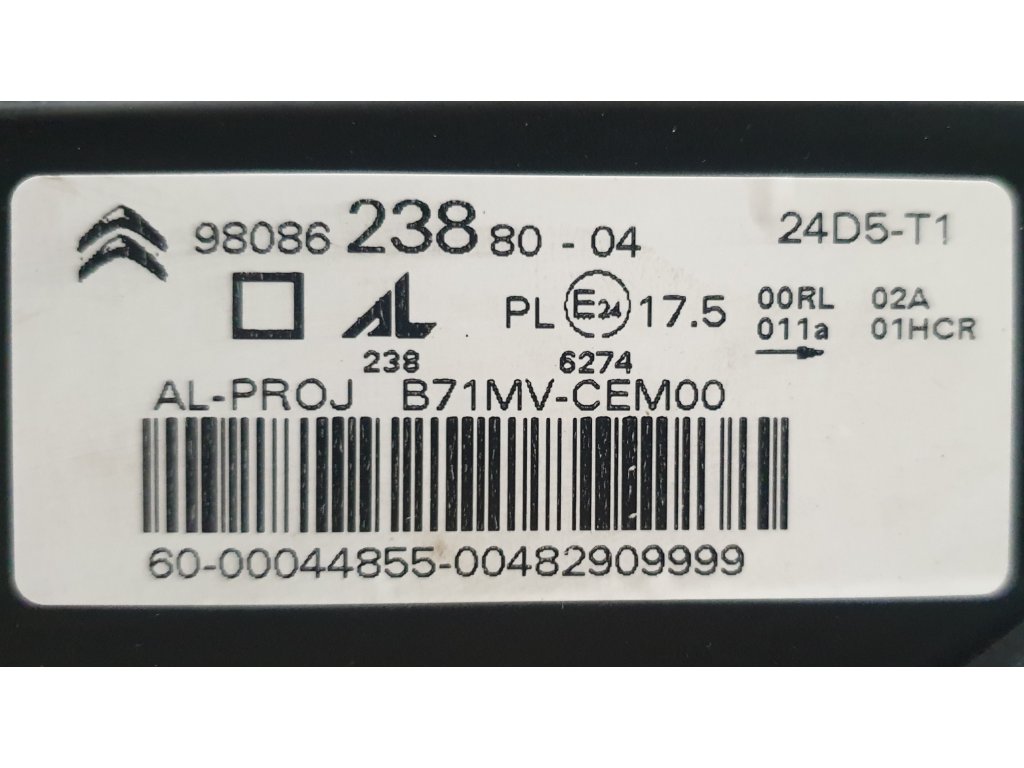 98086 238 80 - 04 24D5-T1
AL PL E24 17.5 00RL 02A
011a 01HCR
238 6274
AL-PROJ B71MV-CEM00
60-00044855-00482909999